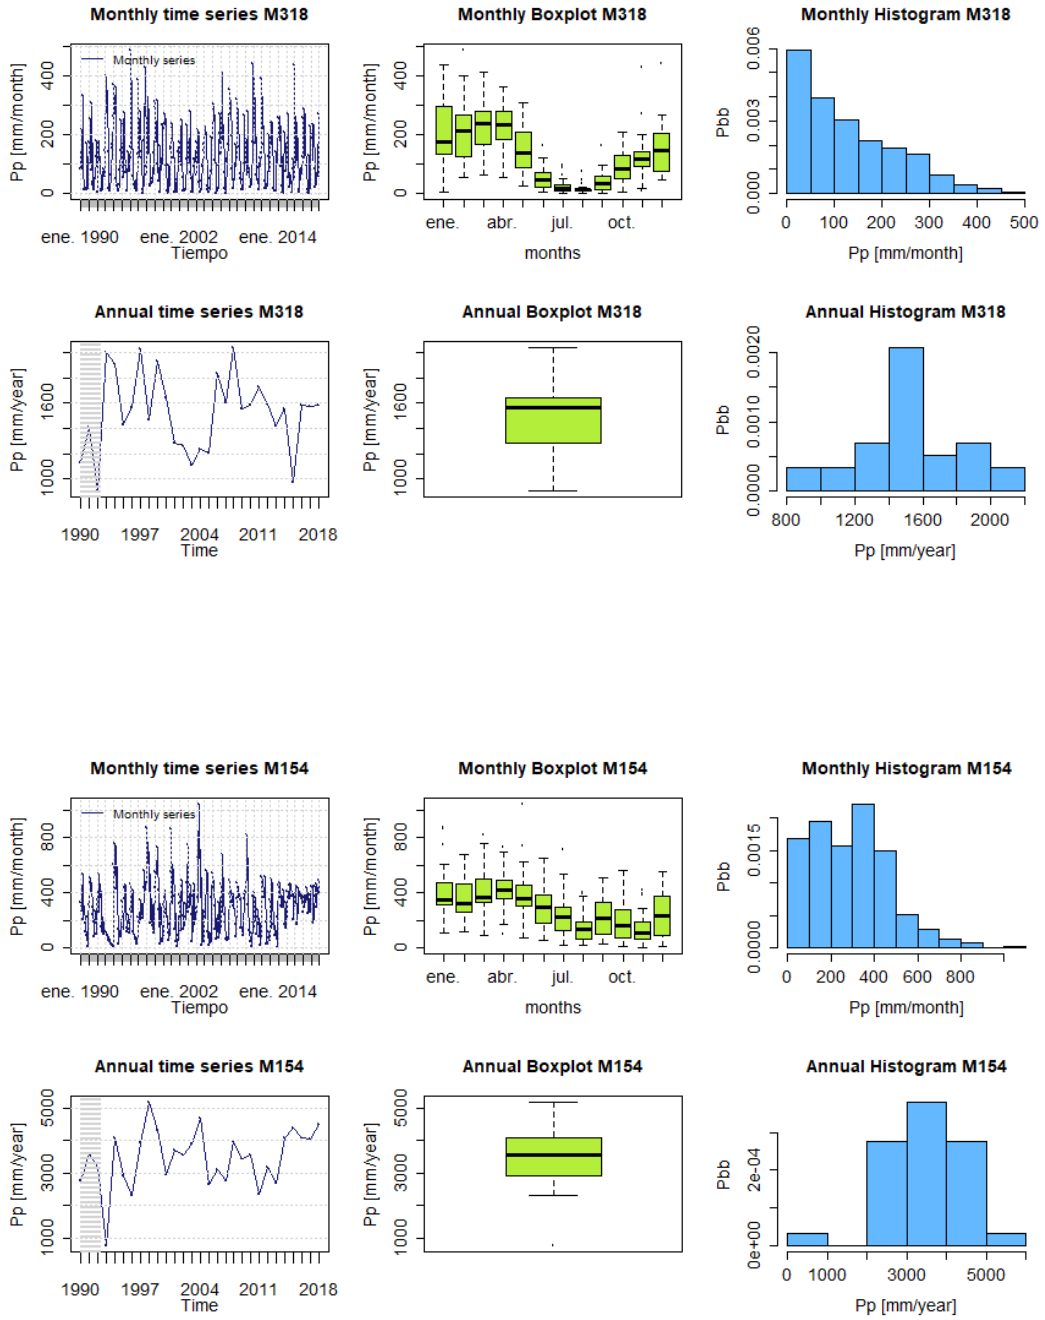 Monthly time series M318
Monthly series
Pp [mm/month]
0 200 400
ene. 1990 ene. 2002 ene. 2014
Tiempo
Monthly Boxplot M318
Pp [mm/month]
0 200 400
ene. abr. jul. oct.
months
Monthly Histogram M318
Pbb
0.000 0.003 0.006
0 100 200 300 400 500
Pp [mm/month]
Annual time series M318
Pp [mm/year]
1000 1600
1990 1997 2004 2011 2018
Time
Annual Boxplot M318
Pp [mm/year]
1000 1600
Annual Histogram M318
Pbb
0.0000 0.0010 0.0020
800 1200 1600 2000
Pp [mm/year]
Monthly time series M154
Monthly series
Pp [mm/month]
0 400 800
ene. 1990 ene. 2002 ene. 2014
Tiempo
Monthly Boxplot M154
Pp [mm/month]
0 400 800
ene. abr. jul. oct.
months
Monthly Histogram M154
Pbb
0.0000 0.0015
0 200 400 600 800
Pp [mm/month]
Annual time series M154
Pp [mm/year]
1000 3000 5000
1990 1997 2004 2011 2018
Time
Annual Boxplot M154
Pp [mm/year]
1000 3000 5000
Annual Histogram M154
Pbb
0e+00 2e-04
0 1000 3000 5000
Pp [mm/year]